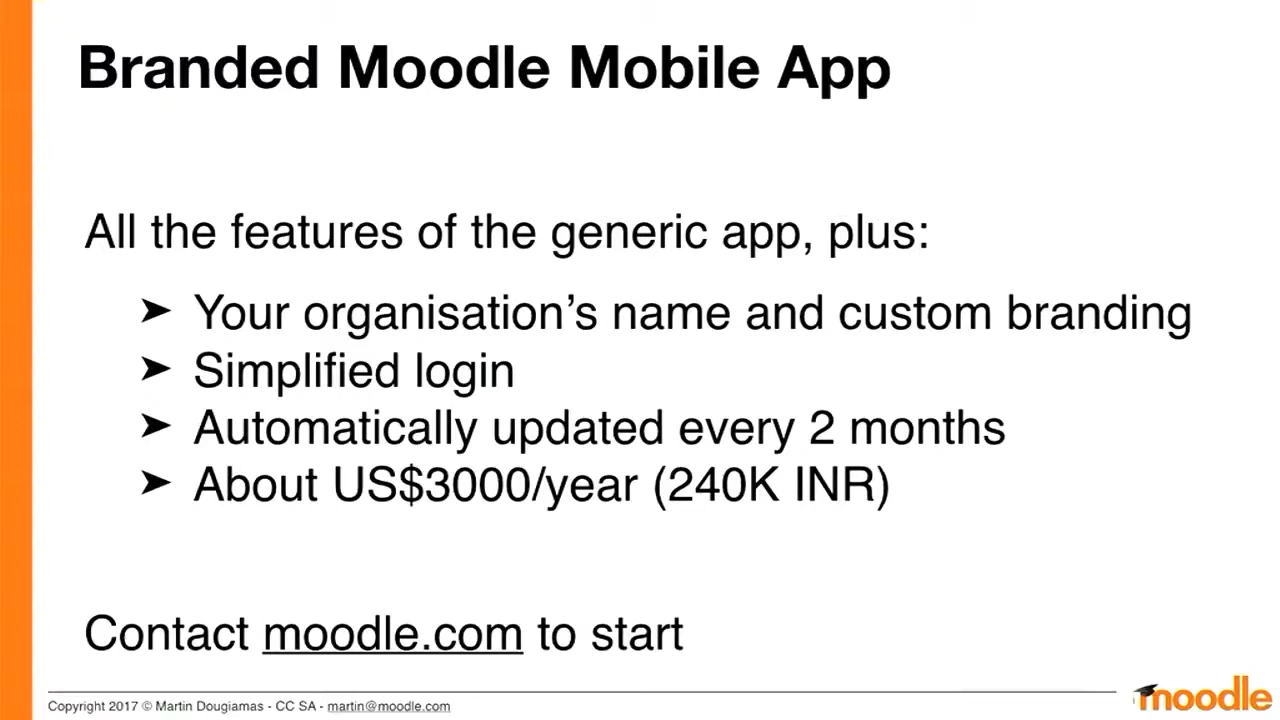 Branded Moodle Mobile App
All the features of the generic app, plus:
➤ Your organisation’s name and custom branding
➤ Simplified login
➤ Automatically updated every 2 months
➤ About US$3000/year (240K INR)
Contact moodle.com to start
Copyright 2017 © Martin Dougiamas - CC SA - martin@moodle.com
moodle